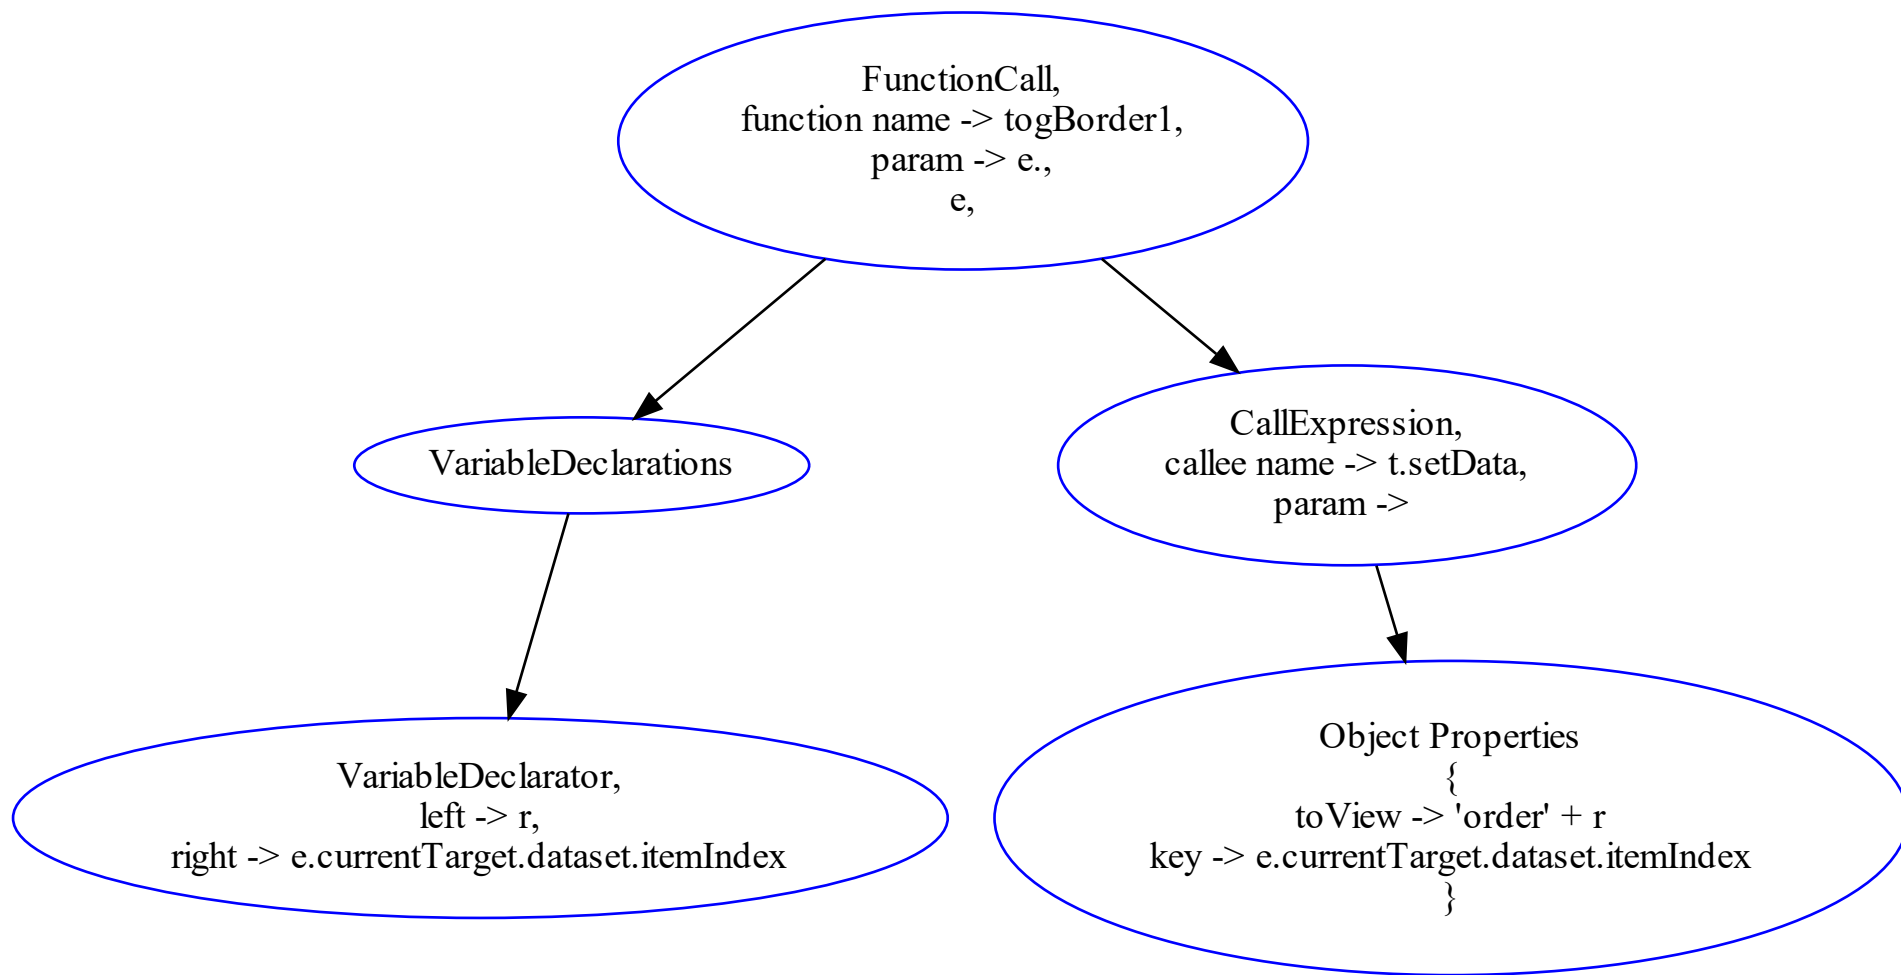 FunctionCall,
function name -> togBorder1,
param -> e.,
e,
VariableDeclarations
CallExpression,
callee name -> t.setData,
param ->
VariableDeclarator,
left -> r,
right -> e.currentTarget.dataset.itemIndex
Object Properties
{
toView -> 'order' + r
key -> e.currentTarget.dataset.itemIndex
}